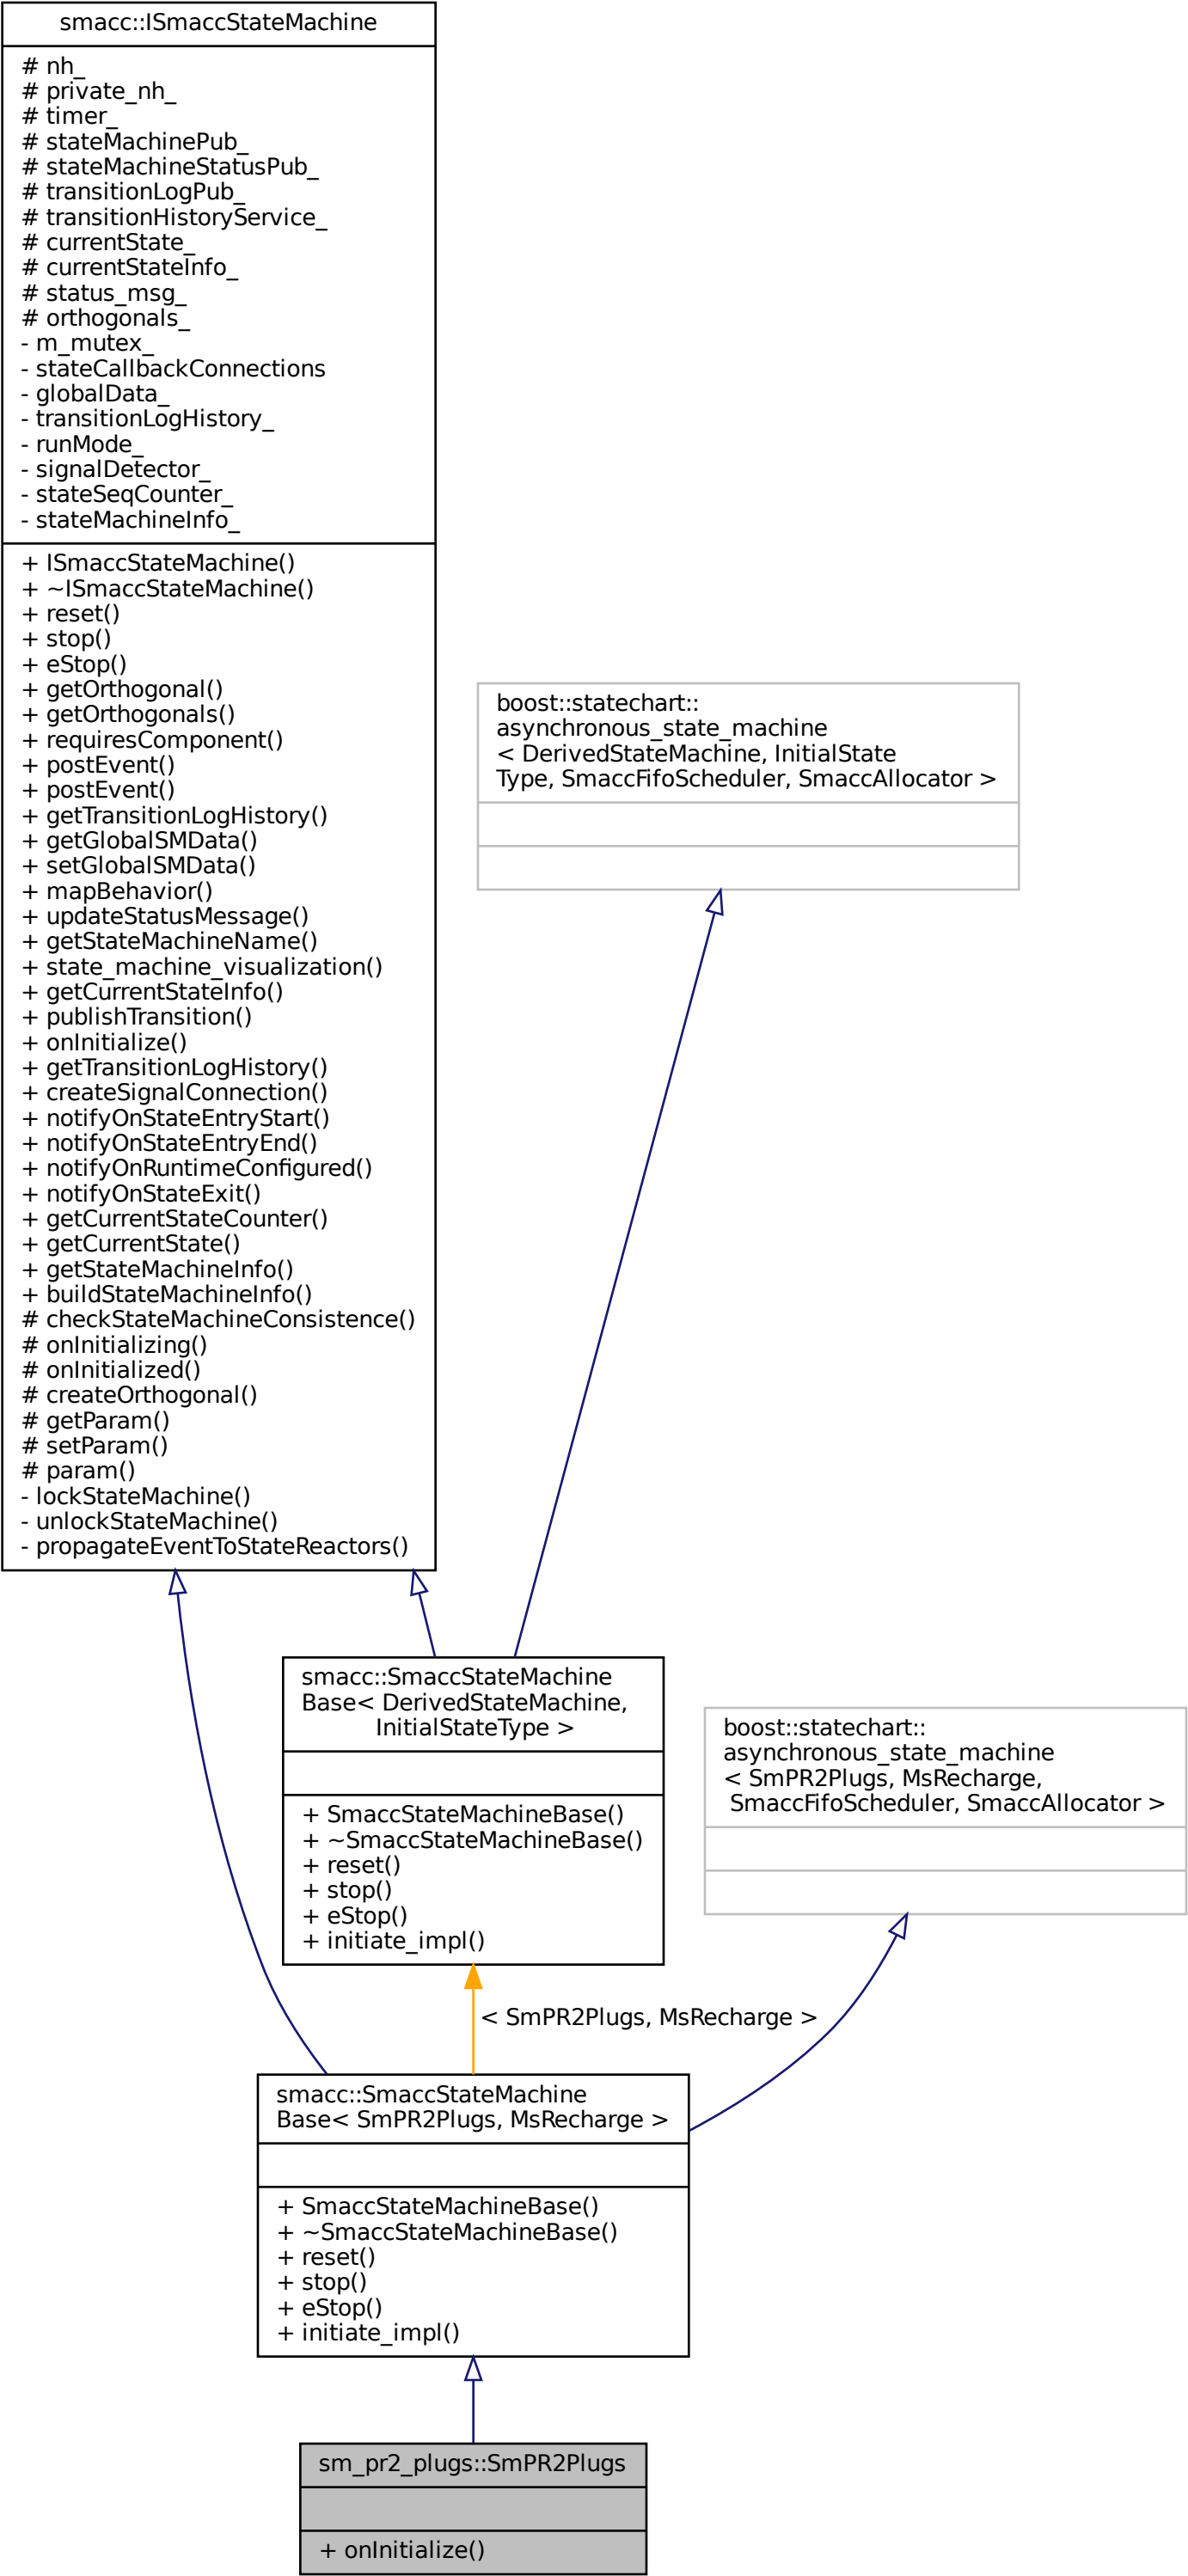 smacc::ISmaccStateMachine
# nh_
# private_nh_
# timer_
# stateMachinePub_
# stateMachineStatusPub_
# transitionLogPub_
# transitionHistoryService_
# currentState_
# currentStateInfo_
# status_msg_
# orthogonals_
- m_mutex_
- stateCallbackConnections
- globalData_
- transitionLogHistory_
- runMode_
- signalDetector_
- stateSeqCounter_
- stateMachineInfo_
+ ISmaccStateMachine()
+ ~ISmaccStateMachine()
+ reset()
+ stop()
+ eStop()
+ getOrthogonal()
+ getOrthogonals()
+ requiresComponent()
+ postEvent()
+ postEvent()
+ getTransitionLogHistory()
+ getGlobalSMData()
+ setGlobalSMData()
+ mapBehavior()
+ updateStatusMessage()
+ getStateMachineName()
+ state_machine_visualization()
+ getCurrentStateInfo()
+ publishTransition()
+ onInitialize()
+ getTransitionLogHistory()
+ createSignalConnection()
+ notifyOnStateEntryStart()
+ notifyOnStateEntryEnd()
+ notifyOnRuntimeConfigured()
+ notifyOnStateExit()
+ getCurrentStateCounter()
+ getCurrentState()
+ getStateMachineInfo()
+ buildStateMachineInfo()
# checkStateMachineConsistence()
# onInitializing()
# onInitialized()
# createOrthogonal()
# getParam()
# setParam()
# param()
- lockStateMachine()
- unlockStateMachine()
- propagateEventToStateReactors()
boost::statechart::
asynchronous_state_machine
< DerivedStateMachine, InitialState
Type, SmaccFifoScheduler, SmaccAllocator >
smacc::SmaccStateMachine
Base< DerivedStateMachine,
InitialStateType >
+ SmaccStateMachineBase()
+ ~SmaccStateMachineBase()
+ reset()
+ stop()
+ eStop()
+ initiate_impl()
boost::statechart::
asynchronous_state_machine
< SmPR2Plugs, MsRecharge,
SmaccFifoScheduler, SmaccAllocator >
< SmPR2Plugs, MsRecharge >
smacc::SmaccStateMachine
Base< SmPR2Plugs, MsRecharge >
+ SmaccStateMachineBase()
+ ~SmaccStateMachineBase()
+ reset()
+ stop()
+ eStop()
+ initiate_impl()
sm_pr2_plugs::SmPR2Plugs
+ onInitialize()